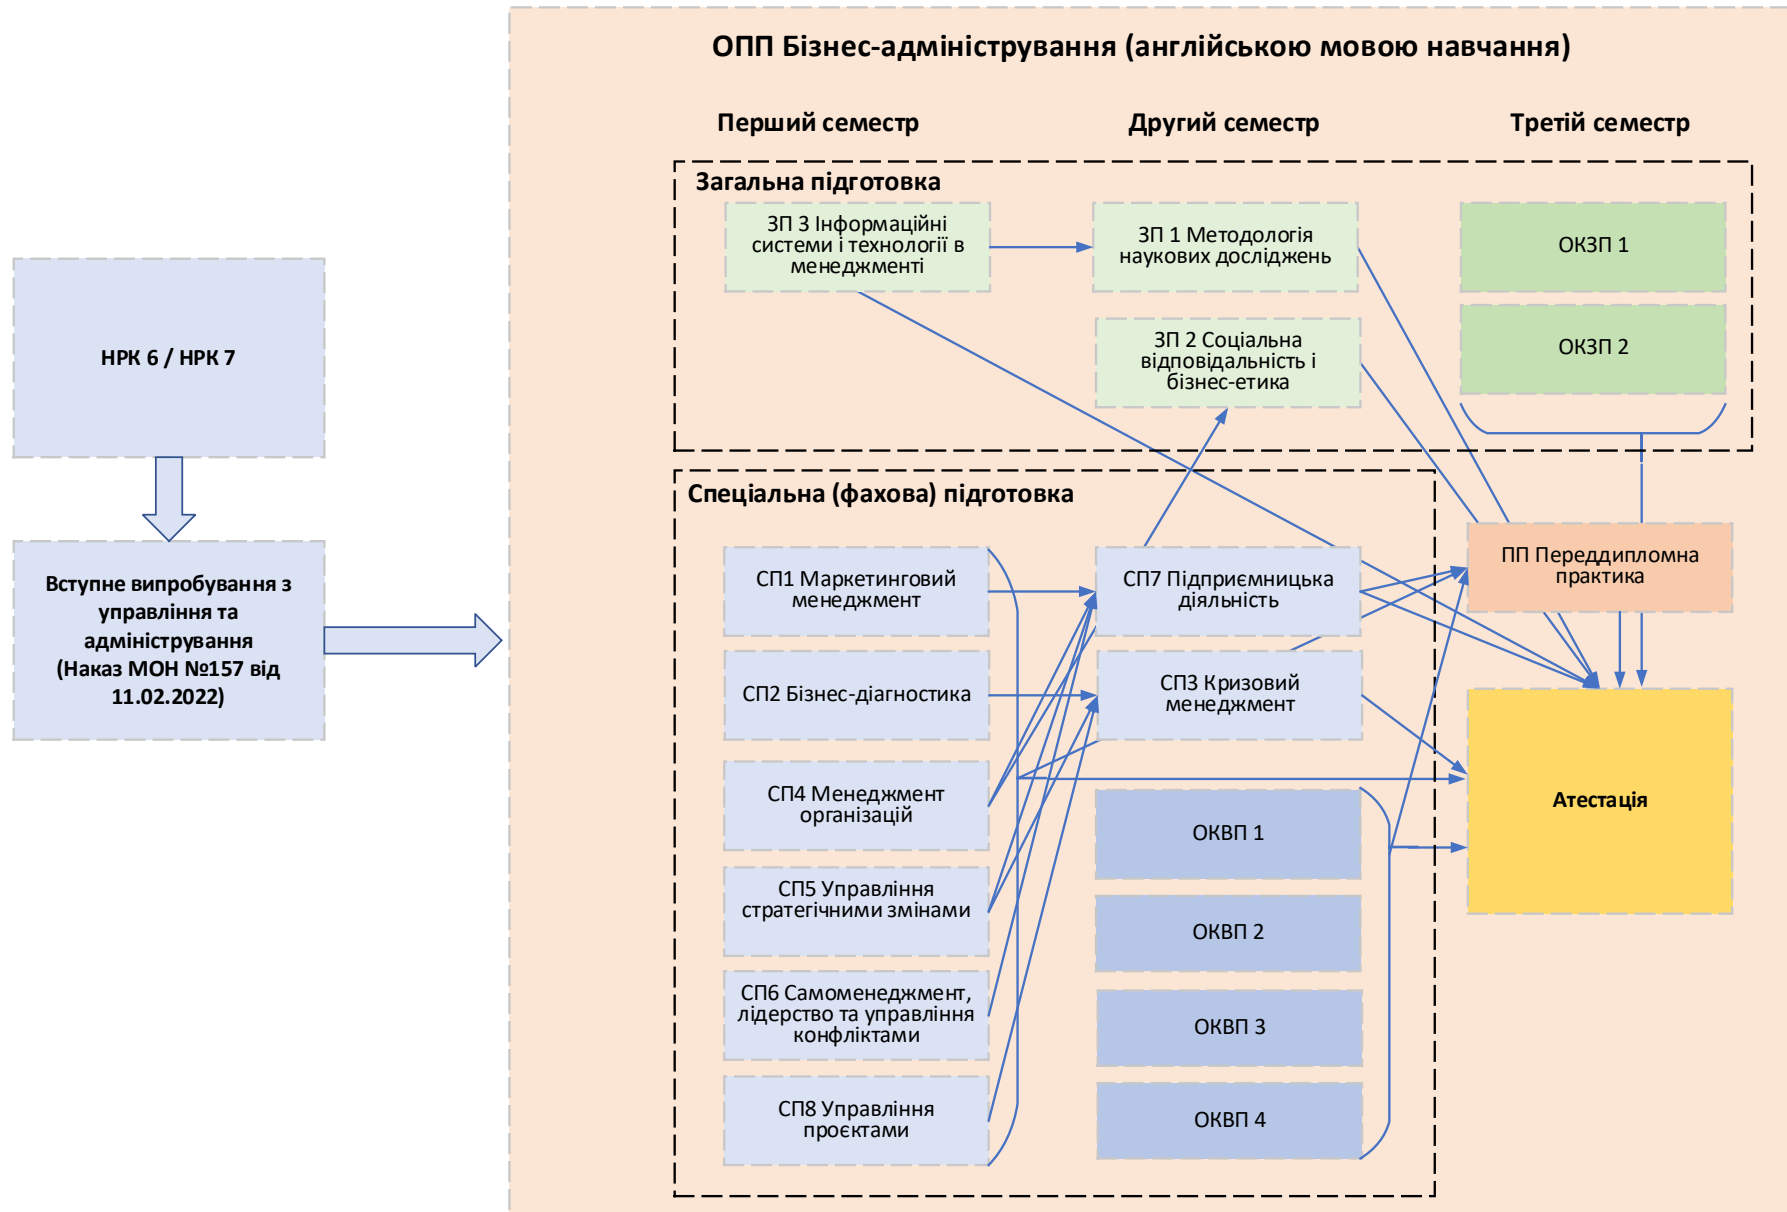 ОПП Бізнес-адміністрування (англійською мовою навчання)
Перший семестр
Другий семестр
Третій семестр
Загальна підготовка
ЗП 3 Інформаційні
системи і технології в
менеджменті
ЗП 1 Методологія
наукових досліджень
ОКЗП 1
ЗП 2 Соціальна
відповідальність і
бізнес-етика
ОКЗП 2
НРК 6 / НРК 7
Вступне випробування з
управління та
адміністрування
(Наказ МОН №157 від
11.02.2022)
Спеціальна (фахова) підготовка
СП1 Маркетинговий
менеджмент
СП7 Підприємницька
діяльність
ПП Переддипломна
практика
СП2 Бізнес-діагностика
СП3 Кризовий
менеджмент
СП4 Менеджмент
організацій
ОКВП 1
Атестація
СП5 Управління
стратегічними змінами
ОКВП 2
СП6 Самоменеджмент,
лідерство та управління
конфліктами
ОКВП 3
СП8 Управління
проєктами
ОКВП 4